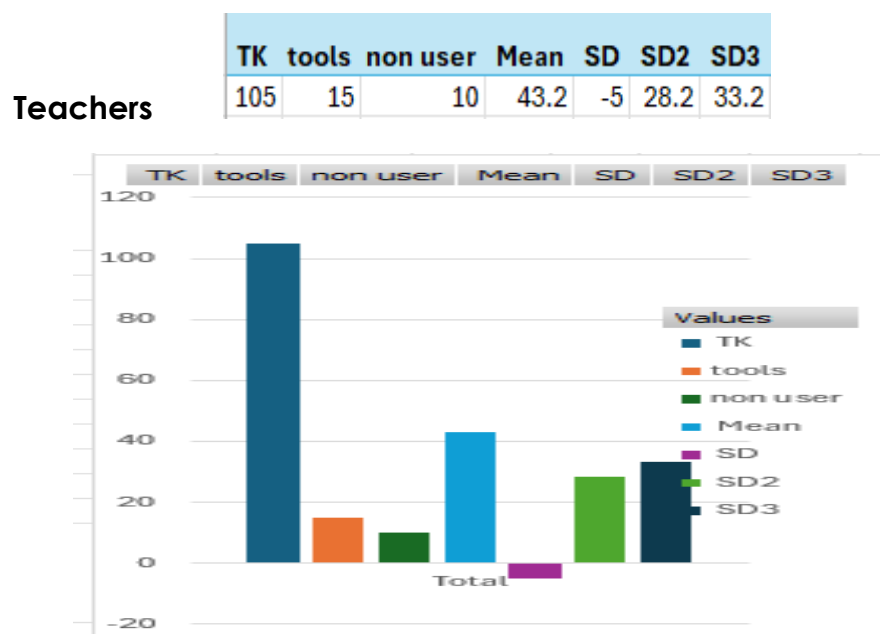 TK tools non user Mean SD SD2 SD3
Teachers 105 15 10 43.2 -5 28.2 33.2
TK tools non user Mean SD SD2 SD3
120
100
80
Values
TK
60
tools
non user
40
Mean
SD
SD2
20
SD3
0
Total
-20